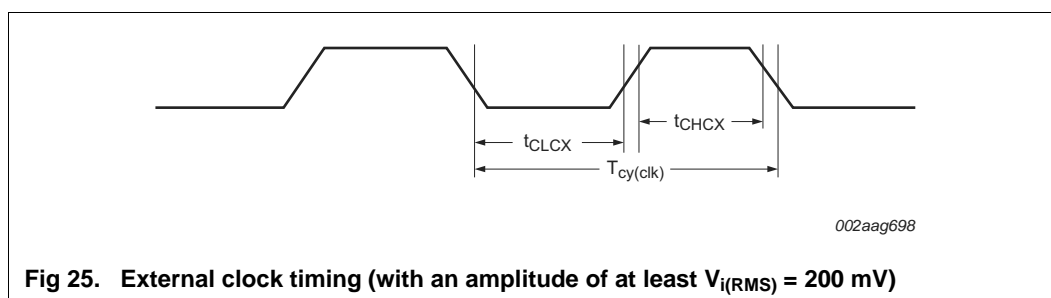 tCLCX
tCHCX
Tcy(clk)
002aag698
Fig 25. External clock timing (with an amplitude of at least Vi(RMS) = 200 mV)